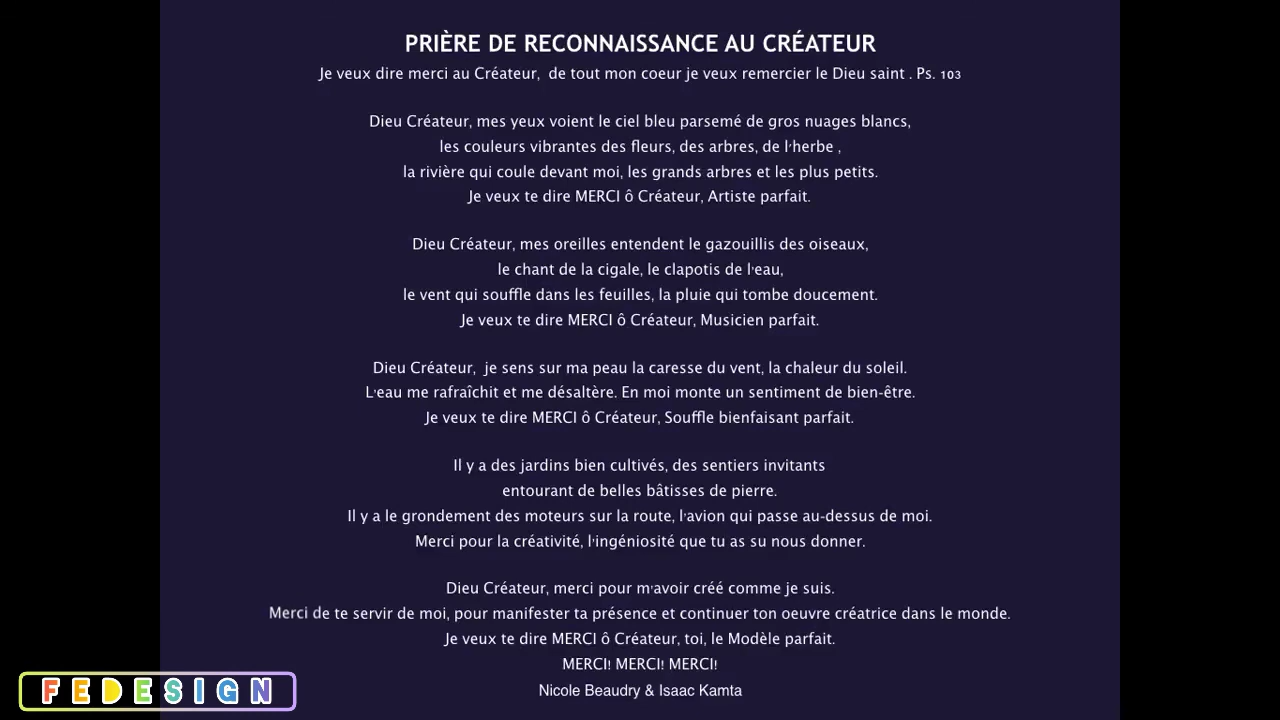 PRIÈRE DE RECONNAISSANCE AU CRÉATEUR
Je veux dire merci au Créateur, de tout mon coeur je veux remercier le Dieu saint . Ps. 103
Dieu Créateur, mes yeux voient le ciel bleu parsemé de gros nuages blancs,
les couleurs vibrantes des fleurs, des arbres, de l'herbe ,
la rivière qui coule devant moi, les grands arbres et les plus petits.
Je veux te dire MERCI ô Créateur, Artiste parfait.
Dieu Créateur, mes oreilles entendent le gazouillis des oiseaux,
le chant de la cigale, le clapotis de l'eau,
le vent qui souffle dans les feuilles, la pluie qui tombe doucement.
Je veux te dire MERCI ô Créateur, Musicien parfait.
Dieu Créateur, je sens sur ma peau la caresse du vent, la chaleur du soleil.
L'eau me rafraîchit et me désaltère. En moi monte un sentiment de bien-être.
Je veux te dire MERCI ô Créateur, Souffle bienfaisant parfait.
Il y a des jardins bien cultivés, des sentiers invitants
entourant de belles bâtisses de pierre.
Il y a le grondement des moteurs sur la route, l'avion qui passe au-dessus de moi.
Merci pour la créativité, l'ingéniosité que tu as su nous donner.
Dieu Créateur, merci pour m'avoir créé comme je suis.
Merci de te servir de moi, pour manifester ta présence et continuer ton oeuvre créatrice dans le monde.
Je veux te dire MERCI ô Créateur, toi, le Modèle parfait.
MERCI! MERCI! MERCI!
Nicole Beaudry & Isaac Kamta
FEDESIGN